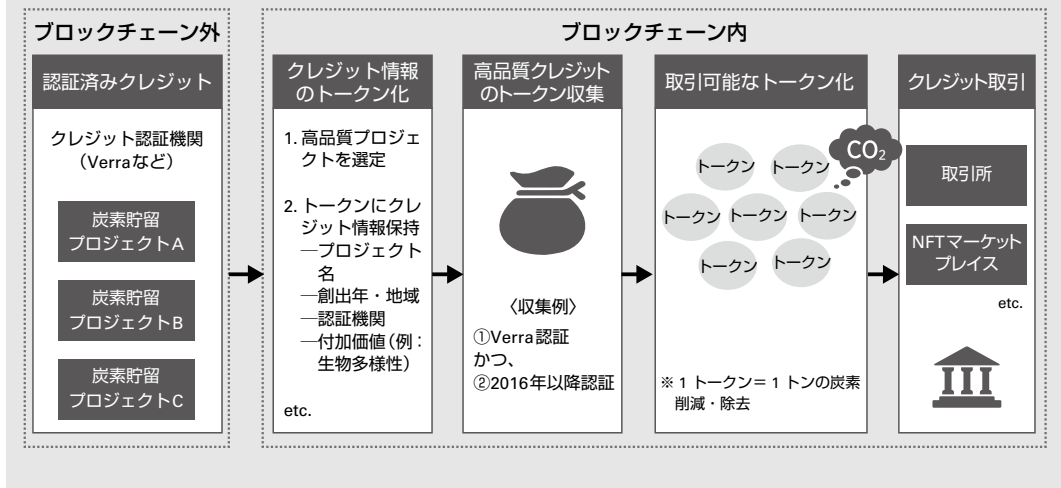 ブロックチェーン外
認証済みクレジット
クレジット認証機関
（Verraなど）
炭素貯留
プロジェクトA
炭素貯留
プロジェクトB
炭素貯留
プロジェクトC
ブロックチェーン内
クレジット情報
のトークン化
1. 高品質プロジェ
クトを選定
2. トークンにクレ
ジット情報保持
―プロジェクト
名
―創出年・地域
―認証機関
―付加価値（例：
生物多様性）
etc.
高品質クレジット
のトークン収集
〈収集例〉
①Verra認証
かつ、
②2016年以降認証
取引可能なトークン化
CO₂
トークン トークン
トークン トークン トークン
トークン トークン
※ 1 トークン＝ 1 トンの炭素
削減・除去
クレジット取引
取引所
NFTマーケット
プレイス
etc.